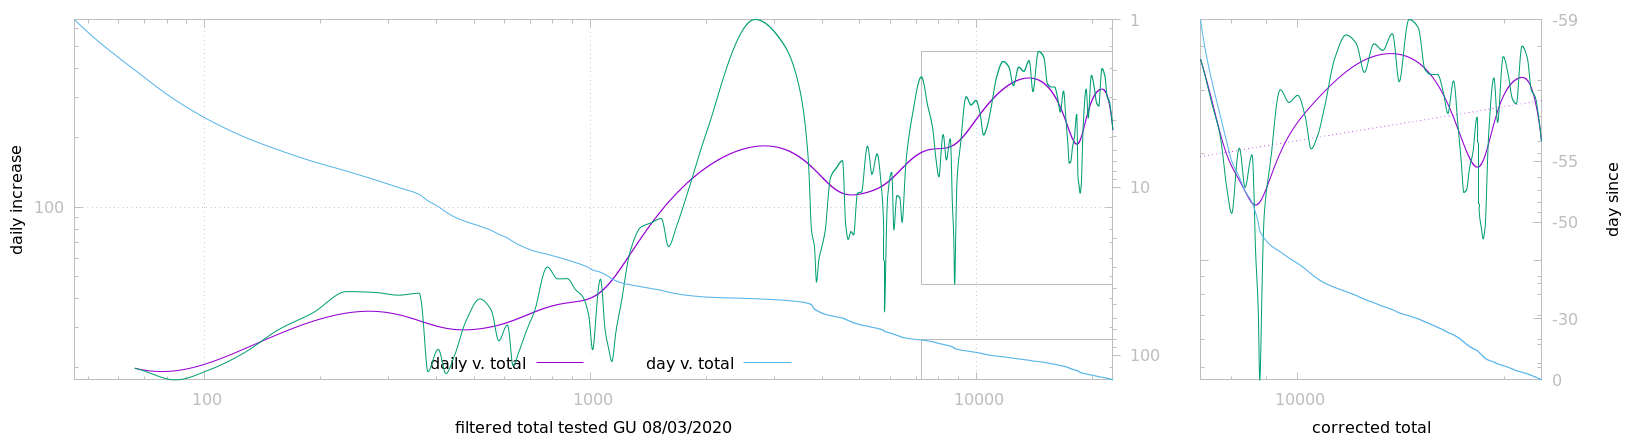 daily increase
100
daily v. total
day v. total
100
1000
10000
filtered total tested GU 08/03/2020
1
10
100
10000
corrected total
-59
-55
-50
-30
0
day since